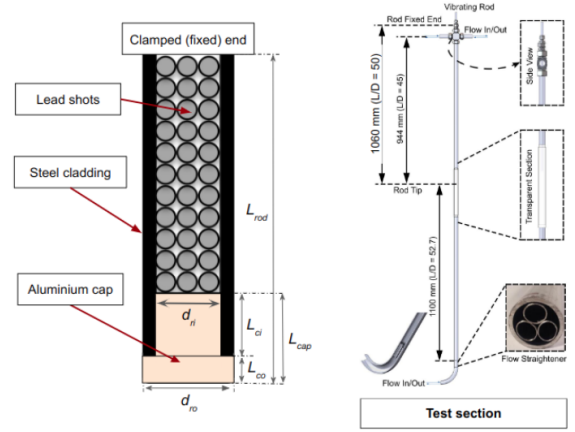 Clamped (fixed) end
Lead shots
Steel cladding
Aluminium cap
L_rod
d_ri
L_ci
L_cap
L_co
d_ro
Vibrating Rod
Rod Fixed End
Flow In/Out
1060 mm (L/D = 50)
944 mm (L/D = 45)
Side View
Rod Tip
Transparent Section
1100 mm (L/D = 52.7)
Flow Straightener
Flow In/Out
Test section